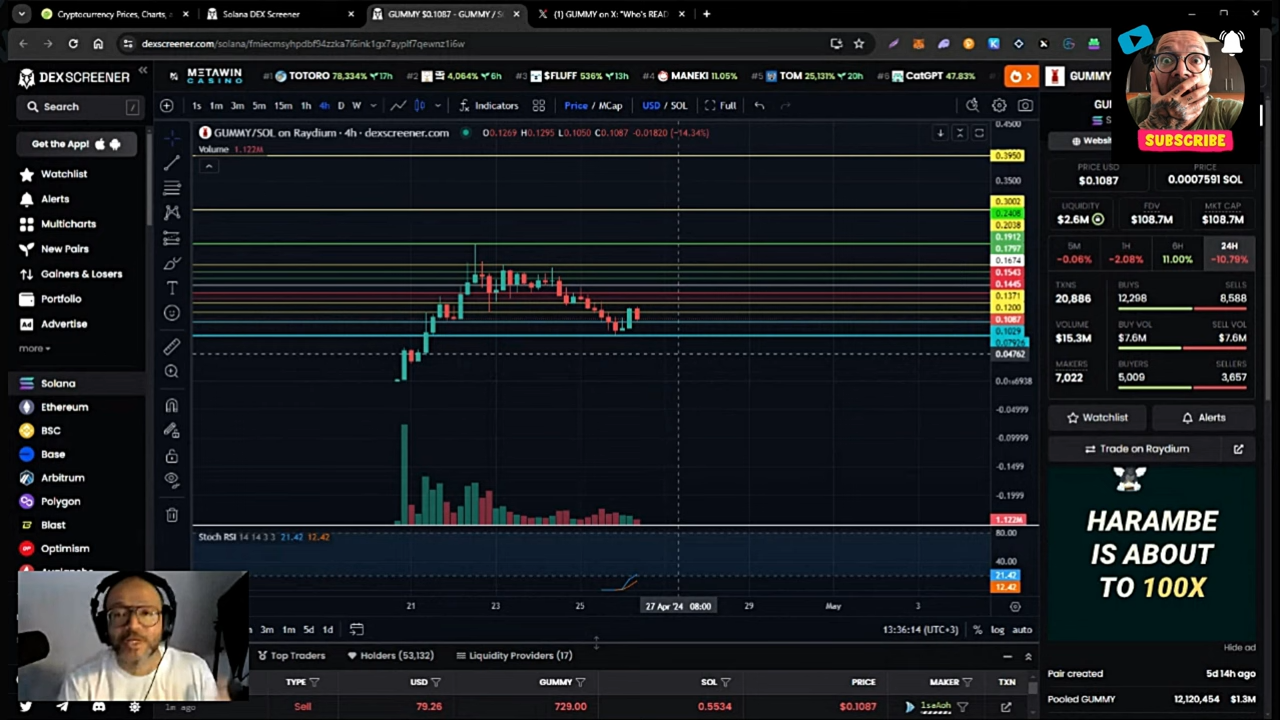 Cryptocurrency Prices, Charts, a
Solana DEX Screener
GUMMY $0.1087 - GUMMY / S
(1) GUMMY on X: "Who's READ
dexscreener.com/solana/fmiecmsyhpdbf94zzka7i6ink1gx7ayplf7qewnz1i6w
DEXSCREENER
METAWIN CASINO
#1 TOTORO 78,334% 17h
#2 4,064% 6h
#3 $FLUFF 536% 13h
#4 MANEKI 11.05%
#5 TOM 25,131% 20h
#6 CatGPT 47.83%
GUMMY
Search
/
1s 1m 3m 5m 15m 1h 4h D W
Indicators
Price / MCap
USD / SOL
Full
SUBSCRIBE
Get the App!
Watchlist
Alerts
Multicharts
New Pairs
Gainers & Losers
Portfolio
Ad Advertise
more
Solana
Ethereum
BSC
Base
Arbitrum
Polygon
Blast
Optimism
GUMMY/SOL on Raydium · 4h · dexscreener.com
O0.1269 H0.1295 L0.1050 C0.1087 -0.01820 (-14.34%)
Volume 1.122M
0.4500
0.3950
0.3500
0.3002
0.2408
0.2038
0.1912
0.1797
0.1674
0.1543
0.1445
0.1371
0.1200
0.1087
0.1029
0.04762
-0.04999
-0.09999
-0.1499
-0.1999
1.122M
Stoch RSI 14 14 3 3 21.42 12.42
80.00
40.00
21.42
12.42
21 23 25 27 Apr '24 08:00 29 May 3
3m 1m 5d 1d
13:36:14 (UTC+3)
% log auto
Top Traders
Holders (53,132)
Liquidity Providers (17)
TYPE USD GUMMY SOL PRICE MAKER TXN
1m ago Sell 79.26 729.00 0.5534 $0.1087 1saAoh
PRICE USD
$0.1087
PRICE
0.0007591 SOL
LIQUIDITY
$2.6M
FDV
$108.7M
MKT CAP
$108.7M
5M
-0.06%
1H
-2.08%
6H
11.00%
24H
-10.79%
TXNS
20,886
BUYS
12,298
SELLS
8,588
VOLUME
$15.3M
BUY VOL
$7.6M
SELL VOL
$7.6M
MAKERS
7,022
BUYERS
5,009
SELLERS
3,657
Watchlist
Alerts
Trade on Raydium
HARAMBE
IS ABOUT
TO 100X
Hide ad
Pair created 5d 14h ago
Pooled GUMMY 12,120,454 $1.3M